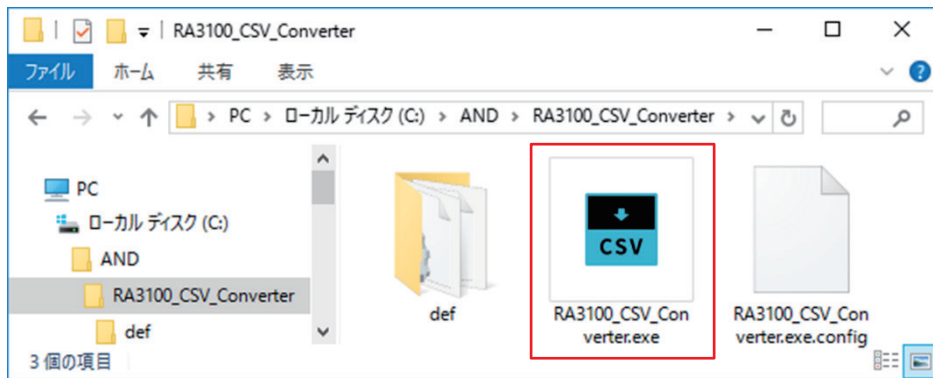 RA3100_CSV_Converter
ファイル ホーム 共有 表示
PC › ローカル ディスク (C:) › AND › RA3100_CSV_Converter ›
PC
ローカル ディスク (C:)
AND
RA3100_CSV_Converter
def
def
CSV
RA3100_CSV_Con
verter.exe
RA3100_CSV_Con
verter.exe.config
3 個の項目